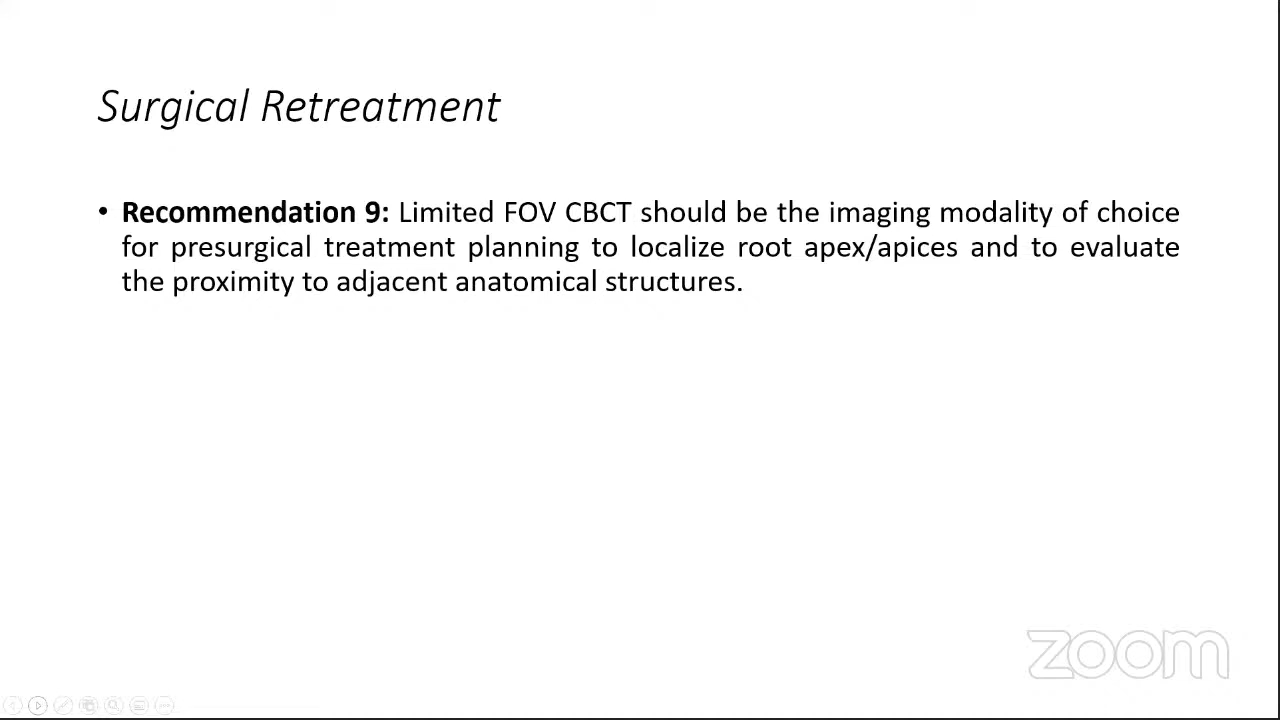 Surgical Retreatment
• Recommendation 9: Limited FOV CBCT should be the imaging modality of choice
for presurgical treatment planning to localize root apex/apices and to evaluate
the proximity to adjacent anatomical structures.
zoom